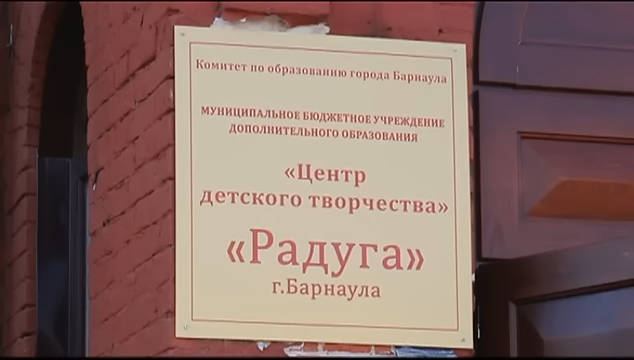 Комитет по образованию города Барнаула
МУНИЦИПАЛЬНОЕ БЮДЖЕТНОЕ УЧРЕЖДЕНИЕ
ДОПОЛНИТЕЛЬНОГО ОБРАЗОВАНИЯ
«Центр
детского творчества»
«Радуга»
г.Барнаула